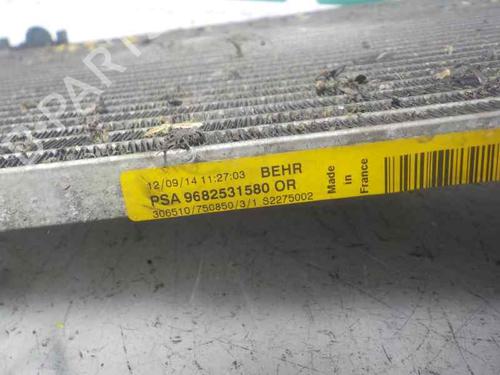 12/09/14 11:27:03 BEHR
PSA 9682531580 OR
306510/750850/3/1 S2275002
Made
in
France